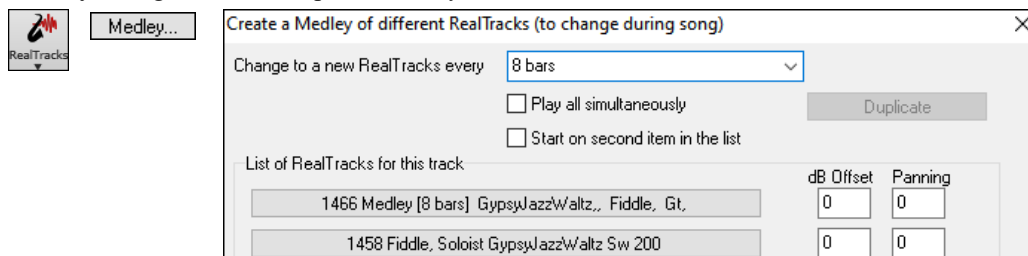 RealTracks
Medley...
Create a Medley of different RealTracks (to change during song)
Change to a new RealTracks every
8 bars
Play all simultaneously
Duplicate
Start on second item in the list
List of RealTracks for this track
dB Offset Panning
1466 Medley [8 bars] GypsyJazzWaltz,, Fiddle, Gt,
0 0
1458 Fiddle, Soloist GypsyJazzWaltz Sw 200
0 0